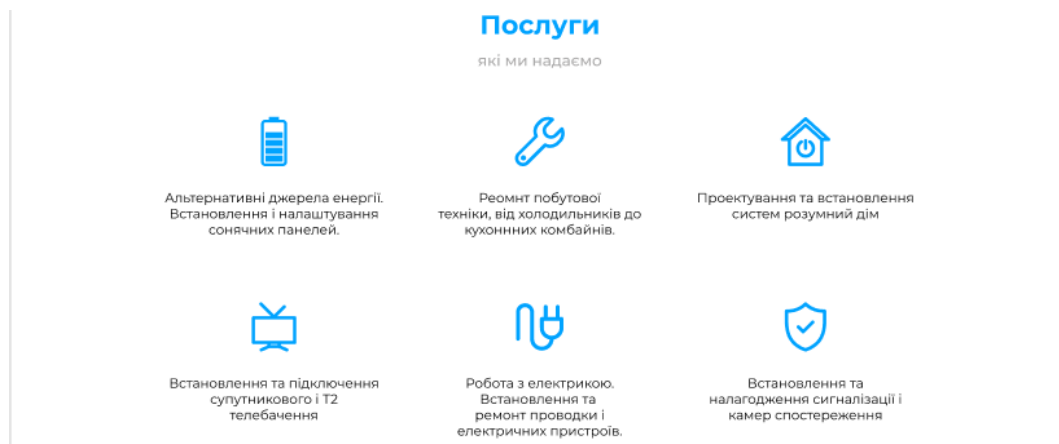 Послуги
які ми надаємо
Альтернативні джерела енергії.
Встановлення і налаштування
сонячних панелей.
Реомнт побутової
техніки, від холодильників до
кухоннних комбайнів.
Проектування та встановлення
систем розумний дім
Встановлення та підключення
супутникового і Т2
телебачення
Робота з електрикою.
Встановлення та
ремонт проводки і
електричних пристроїв.
Встановлення та
налагодження сигналізації і
камер спостереження